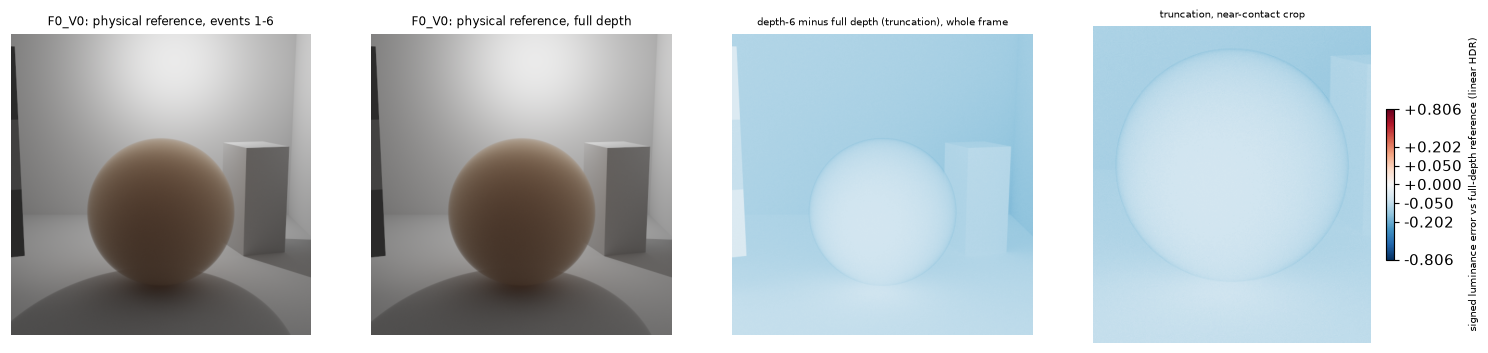 F0_V0: physical reference, events 1-6
F0_V0: physical reference, full depth
depth-6 minus full depth (truncation), whole frame
truncation, near-contact crop
+0.806
+0.202
+0.050
+0.000
-0.050
-0.202
-0.806
signed luminance error vs full-depth reference (linear HDR)